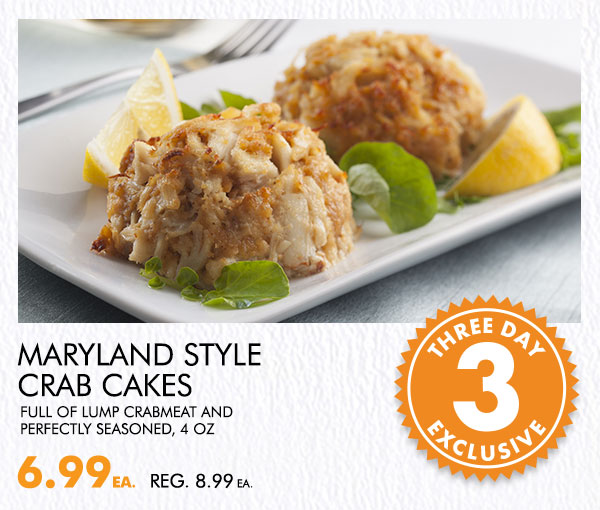 MARYLAND STYLE
CRAB CAKES
FULL OF LUMP CRABMEAT AND
PERFECTLY SEASONED, 4 OZ
6.99 EA. REG. 8.99 EA.
THREE DAY
3
EXCLUSIVE